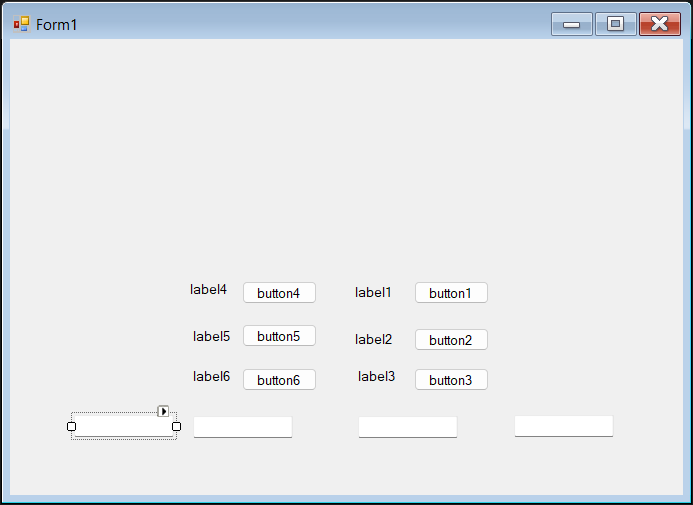 Form1
label4 button4 label1 button1
label5 button5 label2 button2
label6 button6 label3 button3